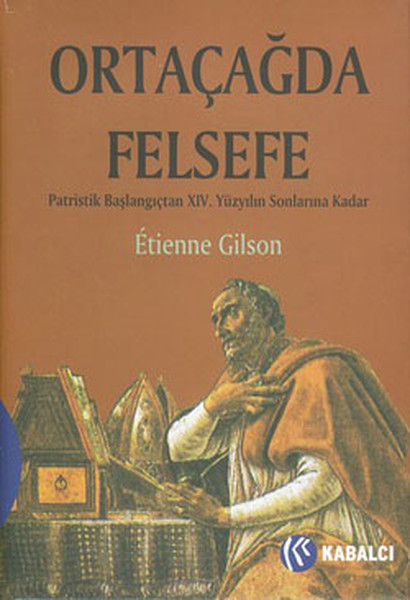 ORTAÇAĞDA
FELSEFE
Patristik Başlangıçtan XIV. Yüzyılın Sonlarına Kadar
Étienne Gilson
KABALCI